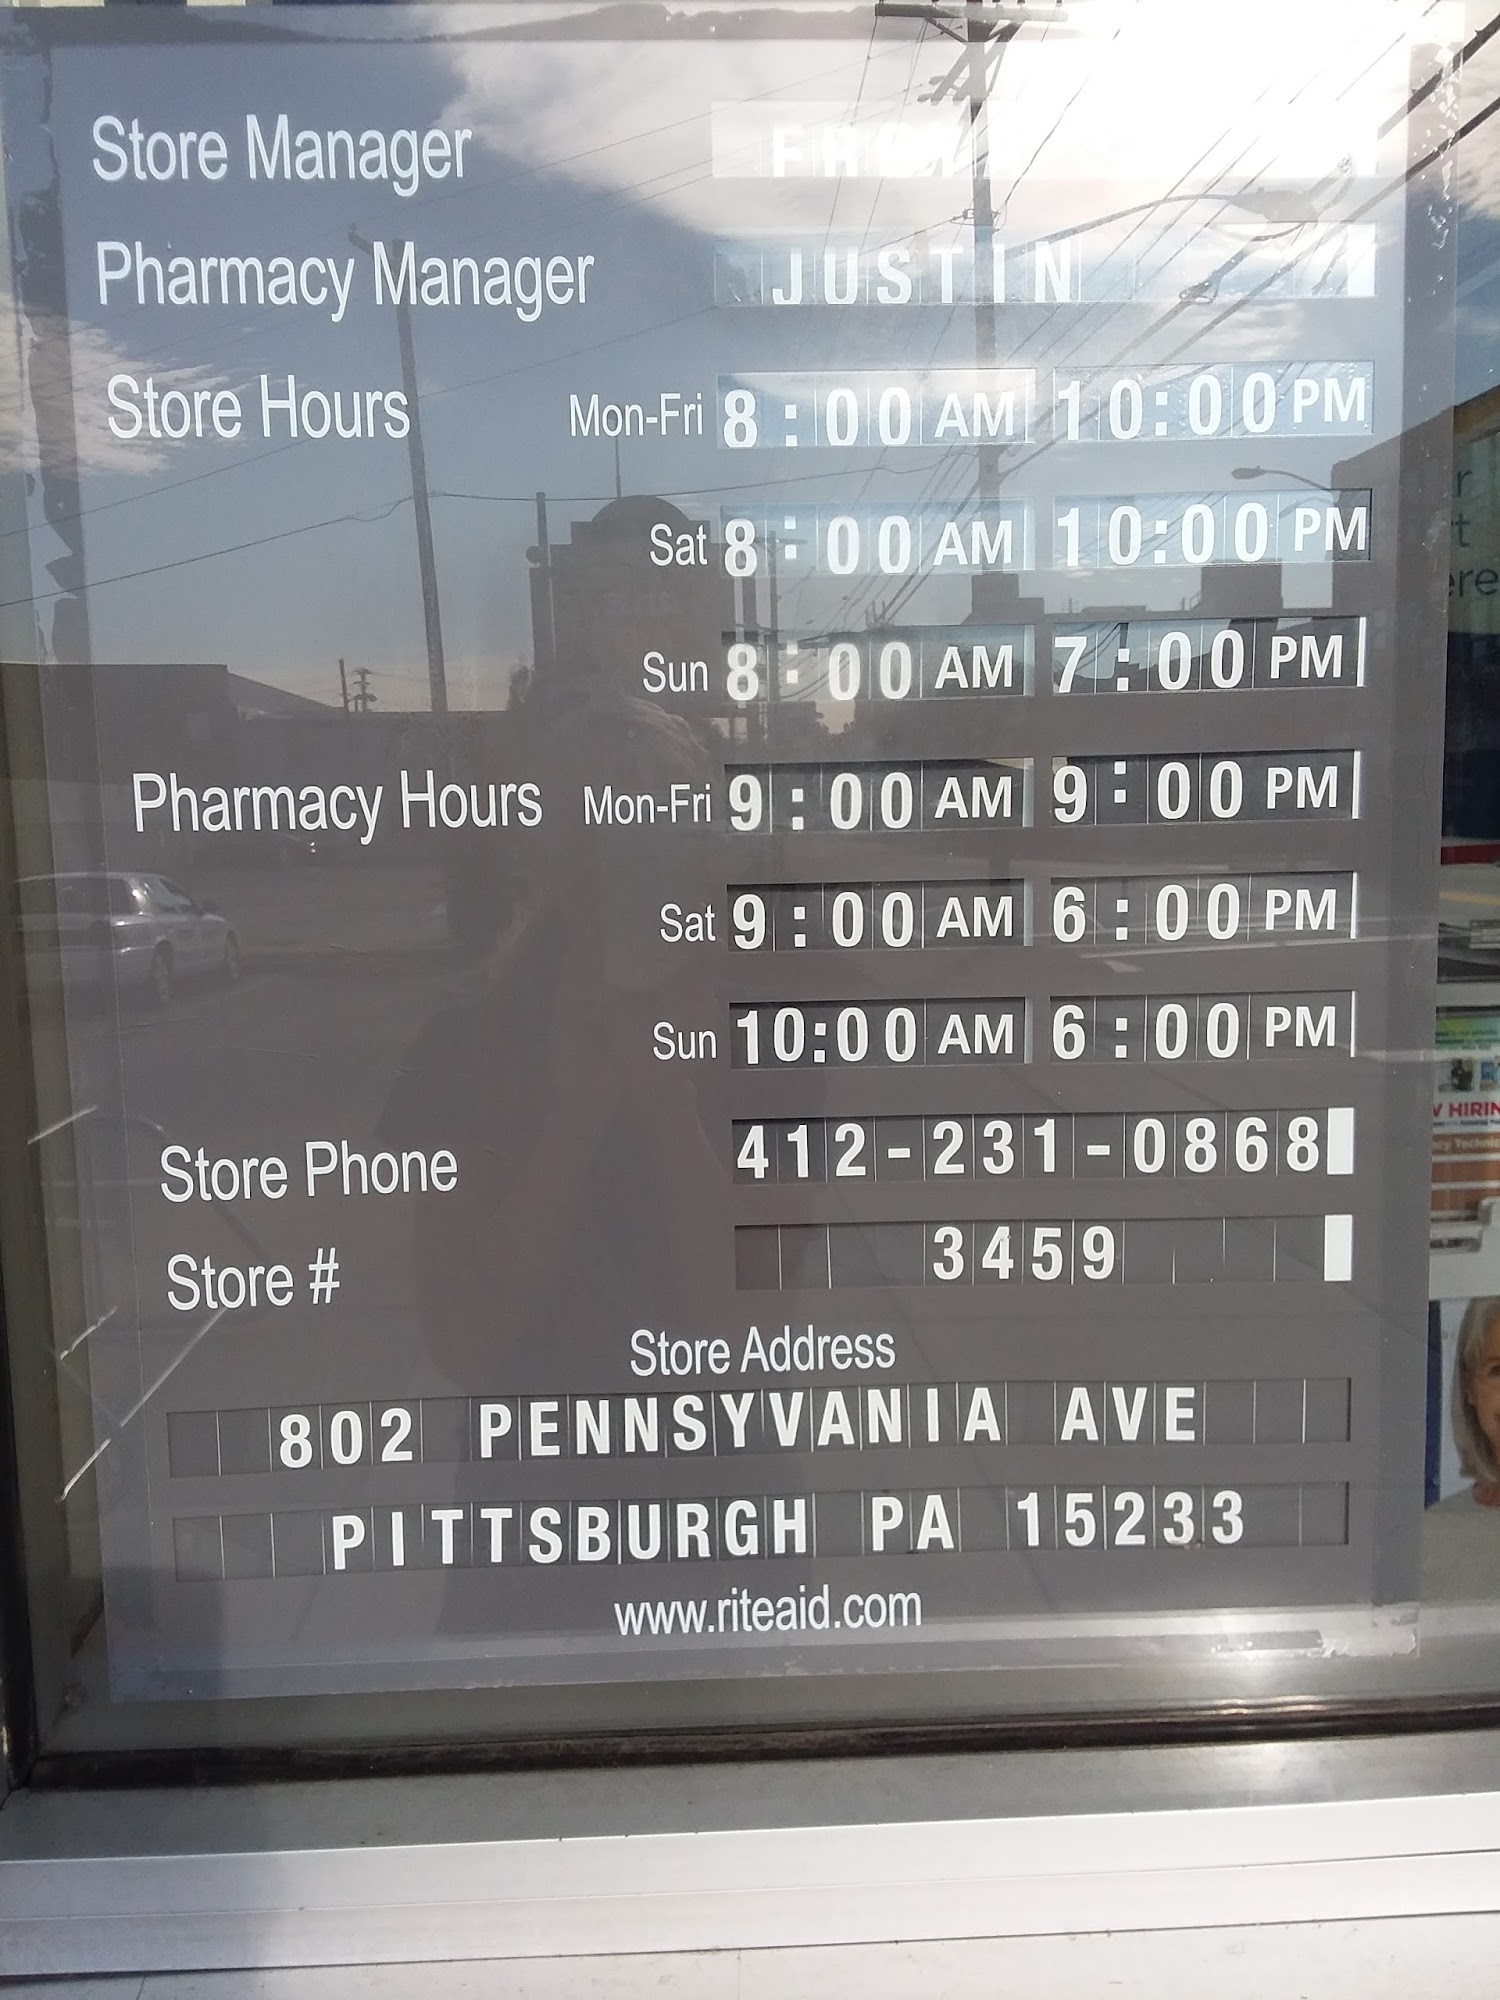 Store Manager
Pharmacy Manager JUSTIN
Store Hours Mon-Fri 8:00 AM 10:00 PM
Sat 8:00 AM 10:00 PM
Sun 8:00 AM 7:00 PM
Pharmacy Hours Mon-Fri 9:00 AM 9:00 PM
Sat 9:00 AM 6:00 PM
Sun 10:00 AM 6:00 PM
Store Phone 412-231-0868
Store # 3459
Store Address
802 PENNSYVANIA AVE
PITTSBURGH PA 15233
www.riteaid.com